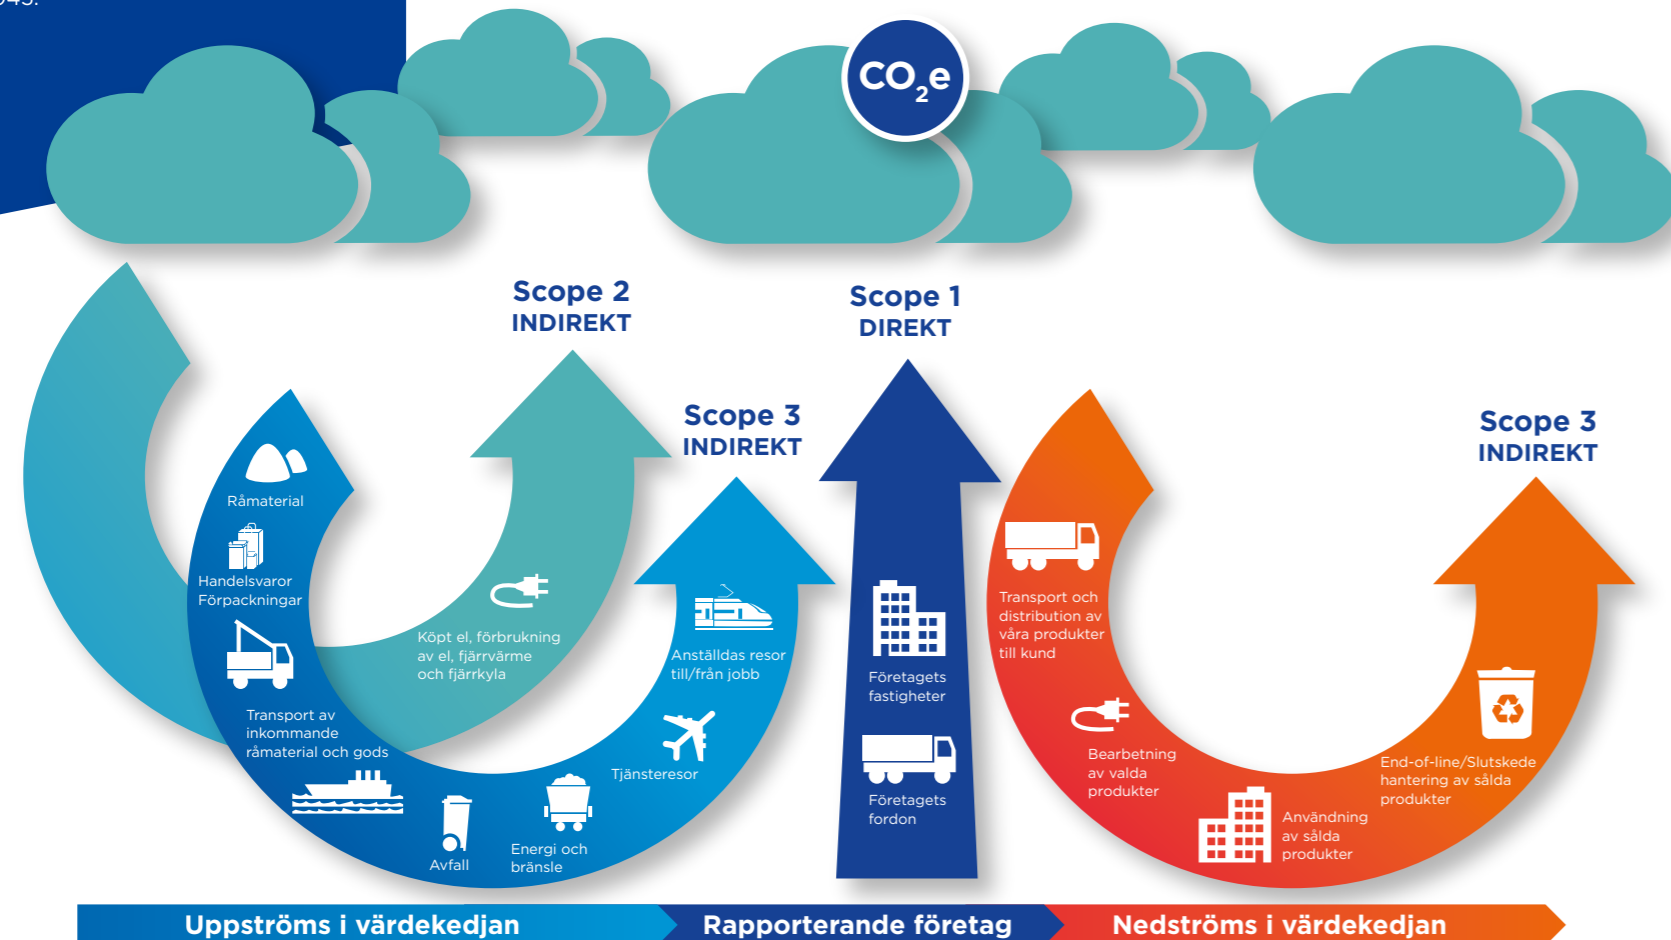 CO2e
Scope 2
INDIREKT
Scope 1
DIREKT
Scope 3
INDIREKT
Scope 3
INDIREKT
Råmaterial
Handelsvaror
Förpackningar
Transport av
inkommande
råmaterial och gods
Avfall
Energi och
bränsle
Tjänsteresor
Anställdas resor
till/från jobb
Köpt el, förbrukning
av el, fjärrvärme
och fjärrkyla
Företagets
fastigheter
Företagets
fordon
Transport och
distribution av
våra produkter
till kund
Bearbetning
av valda
produkter
Användning
av sålda
produkter
End-of-line/Slutskede
hantering av sålda
produkter
Uppströms i värdekedjan
Rapporterande företag
Nedströms i värdekedjan